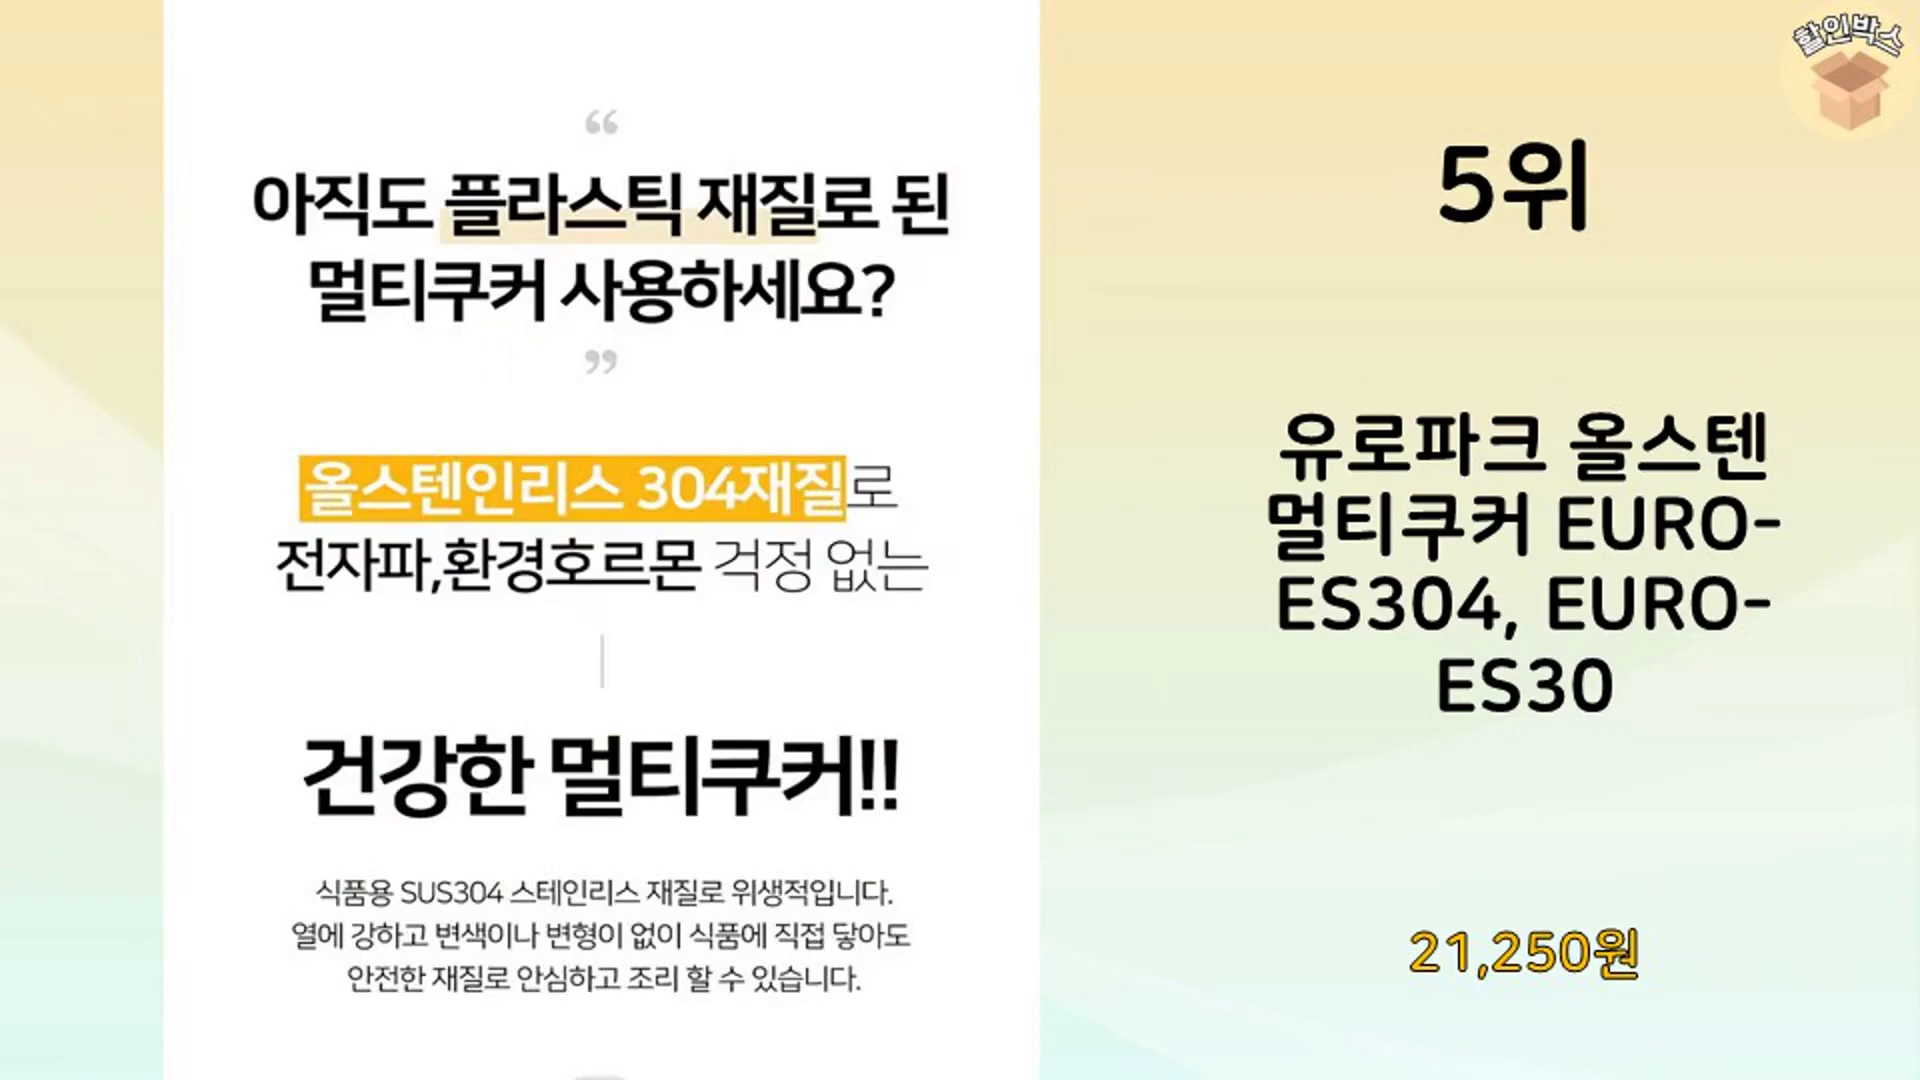 “
아직도 플라스틱 재질로 된
멀티쿠커 사용하세요?
”
올스텐인리스 304재질로
전자파,환경호르몬 걱정 없는
건강한 멀티쿠커!!
식품용 SUS304 스테인리스 재질로 위생적입니다.
열에 강하고 변색이나 변형이 없이 식품에 직접 닿아도
안전한 재질로 안심하고 조리 할 수 있습니다.
할인박스
5위
유로파크 올스텐
멀티쿠커 EURO-
ES304, EURO-
ES30
21,250원